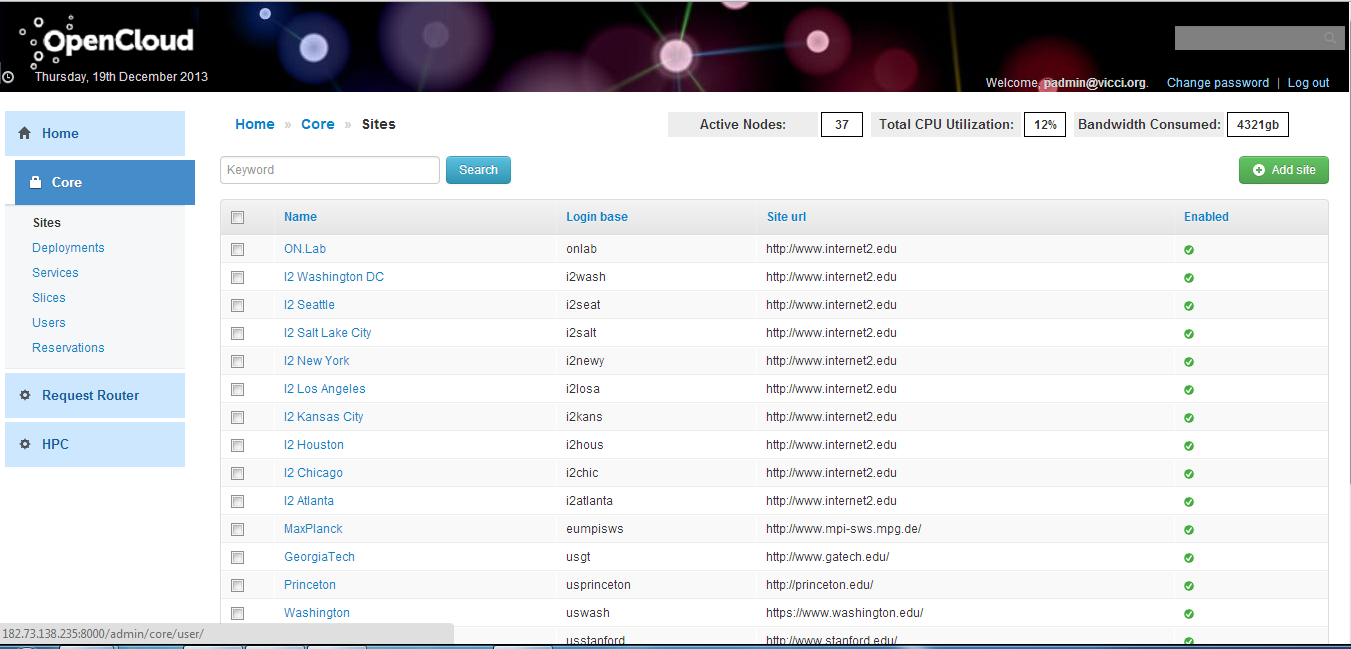 OpenCloud
Thursday, 19th December 2013
Welcome, padmin@vicci.org. Change password | Log out
Home
Core
Sites
Deployments
Services
Slices
Users
Reservations
Request Router
HPC
Home » Core » Sites
Active Nodes: 37 Total CPU Utilization: 12% Bandwidth Consumed: 4321gb
Keyword Search Add site
Name Login base Site url Enabled
ON.Lab onlab http://www.internet2.edu
I2 Washington DC i2wash http://www.internet2.edu
I2 Seattle i2seat http://www.internet2.edu
I2 Salt Lake City i2salt http://www.internet2.edu
I2 New York i2newy http://www.internet2.edu
I2 Los Angeles i2losa http://www.internet2.edu
I2 Kansas City i2kans http://www.internet2.edu
I2 Houston i2hous http://www.internet2.edu
I2 Chicago i2chic http://www.internet2.edu
I2 Atlanta i2atlanta http://www.internet2.edu
MaxPlanck eumpisws http://www.mpi-sws.mpg.de/
GeorgiaTech usgt http://www.gatech.edu/
Princeton usprinceton http://princeton.edu/
Washington uswash https://www.washington.edu/
usstanford http://www.stanford.edu/
182.73.138.235:8000/admin/core/user/